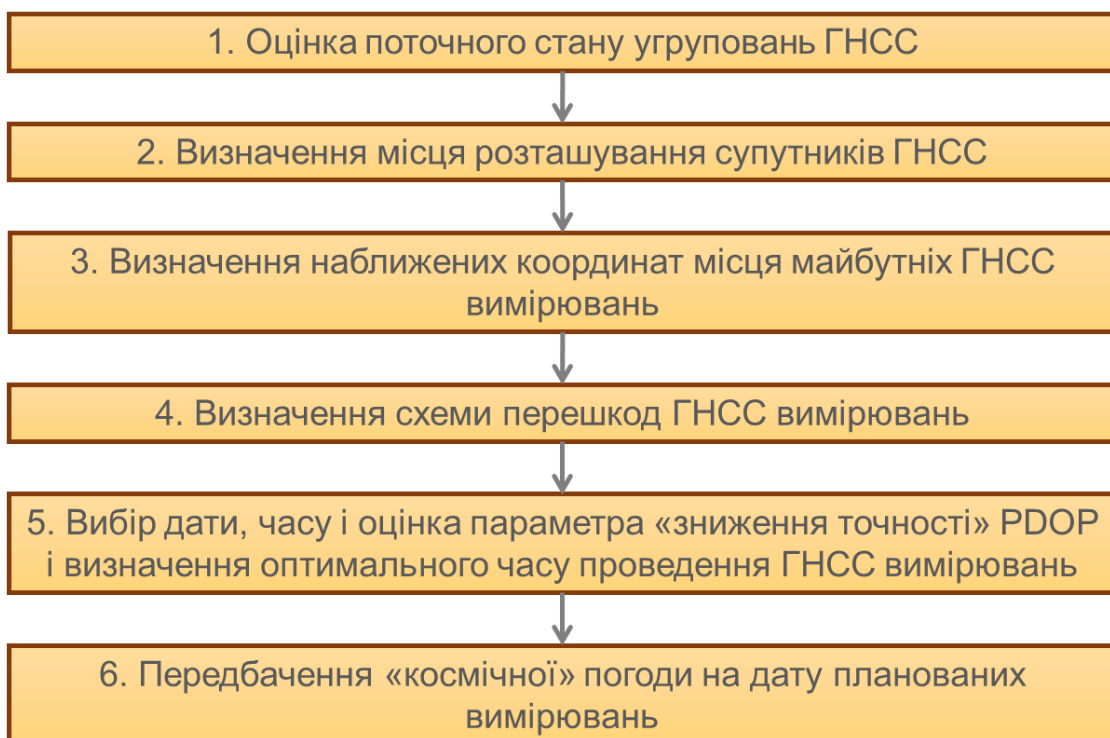 1. Оцінка поточного стану угруповань ГНСС
2. Визначення місця розташування супутників ГНСС
3. Визначення наближених координат місця майбутніх ГНСС
вимірювань
4. Визначення схеми перешкод ГНСС вимірювань
5. Вибір дати, часу і оцінка параметра «зниження точності» PDOP
і визначення оптимального часу проведення ГНСС вимірювань
6. Передбачення «космічної» погоди на дату планованих
вимірювань